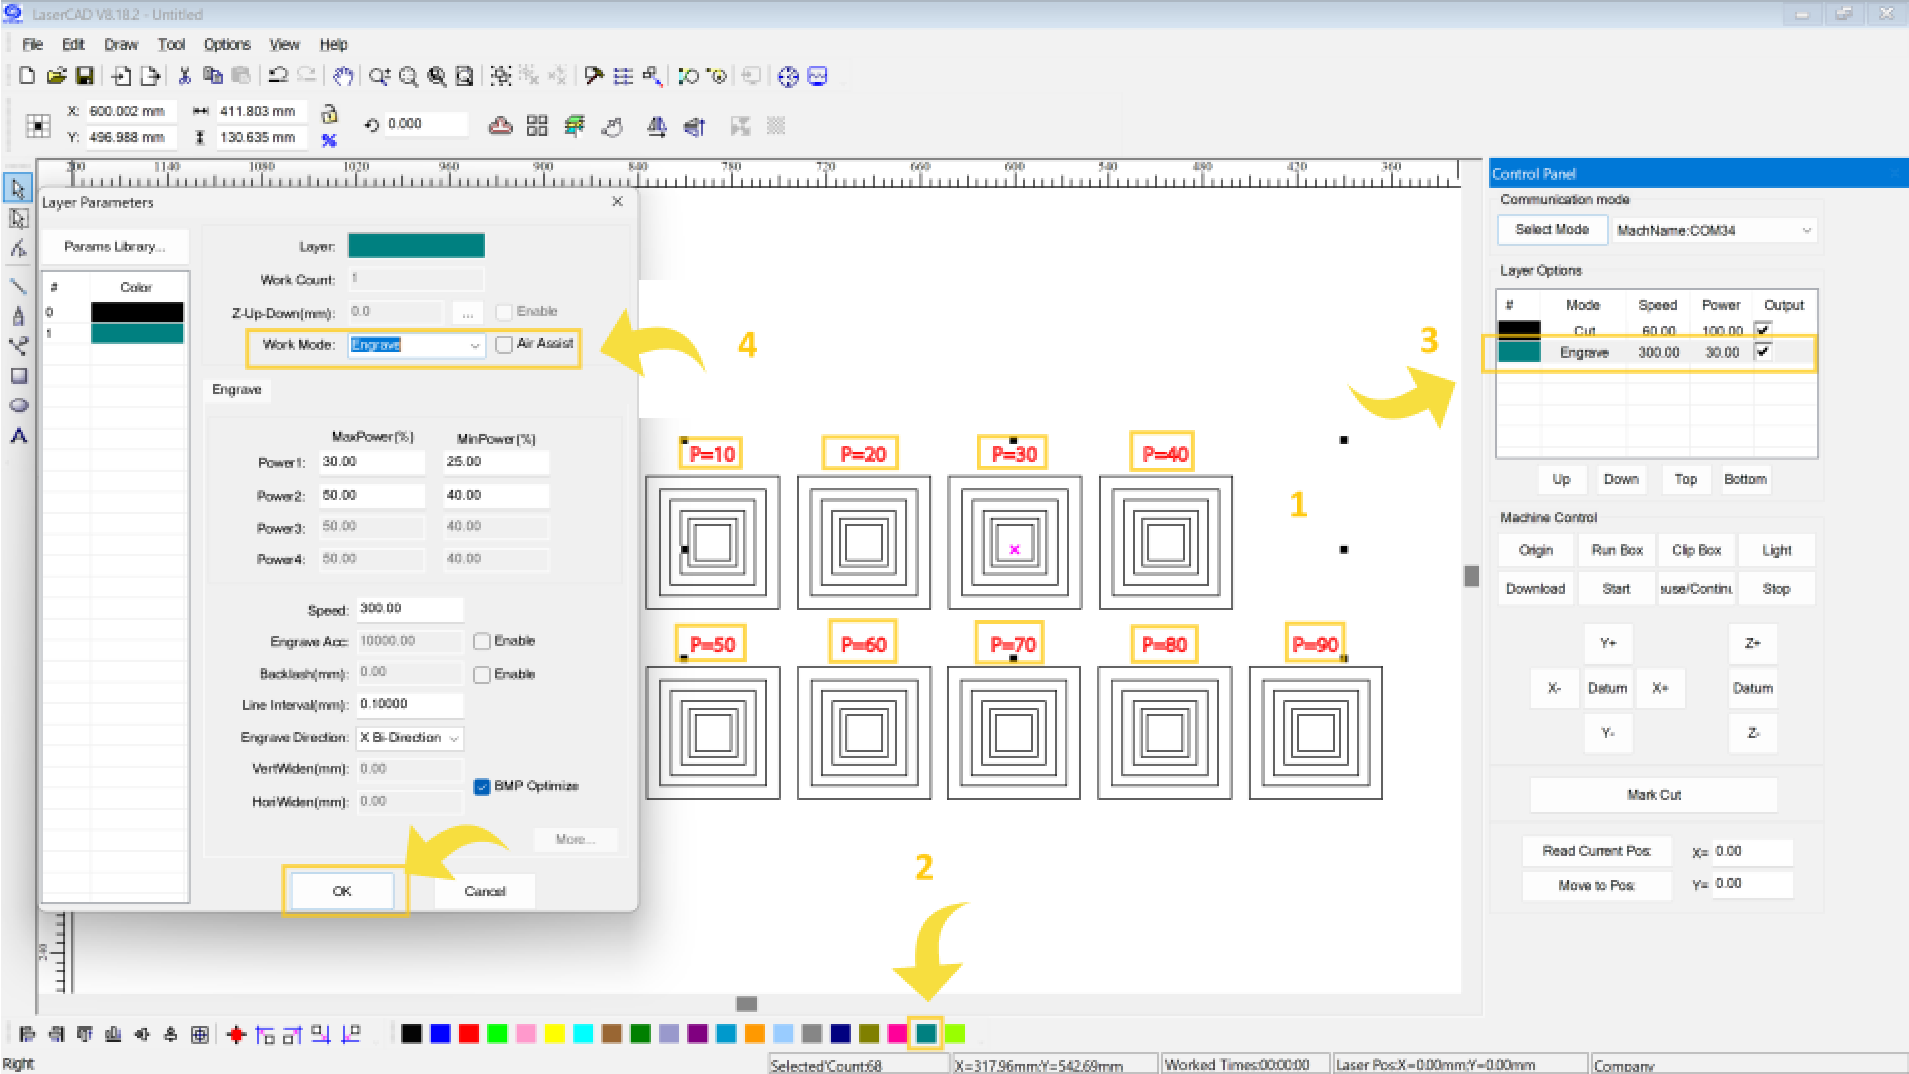 LaserCAD V8.18.2 - Untitled
File Edit Draw Tool Options View Help
X: 600.002 mm 411.803 mm
0.000
Y: 496.988 mm 130.635 mm
%
1140 1080 1020 960 900 840 780 720 660 600 540 480 420 360
Layer Parameters
Params Library...
# Color
0
1
Layer:
Work Count: 1
Z-Up-Down(mm): 0.0 ... Enable
Work Mode: Engrave Air Assist
4
Engrave
MaxPower(%) MinPower(%)
Power1: 30.00 25.00
Power2: 50.00 40.00
Power3: 50.00 40.00
Power4: 50.00 40.00
Speed: 300.00
Engrave Acc: 10000.00 Enable
Backlash(mm): 0.00 Enable
Line Interval(mm): 0.10000
Engrave Direction: X Bi-Direction
VertWiden(mm): 0.00
BMP Optimize
HoriWiden(mm): 0.00
More...
OK Cancel
P=10 P=20 P=30 P=40
1
P=50 P=60 P=70 P=80 P=90
2
3
Control Panel
Communication mode
Select Mode MachName:COM34
Layer Options
# Mode Speed Power Output
Cut 60.00 100.00
Engrave 300.00 30.00
Up Down Top Bottom
Machine Control
Origin Run Box Clip Box Light
Download Start ause/Continu Stop
Y+ Z+
X- Datum X+ Datum
Y- Z-
Mark Cut
Read Current Pos: X= 0.00
Move to Pos: Y= 0.00
240
Right
Selected'Count:68 X=317.96mm;Y=542.69mm Worked Times:00:00:00 Laser Pos:X=0.00mm;Y=0.00mm Company